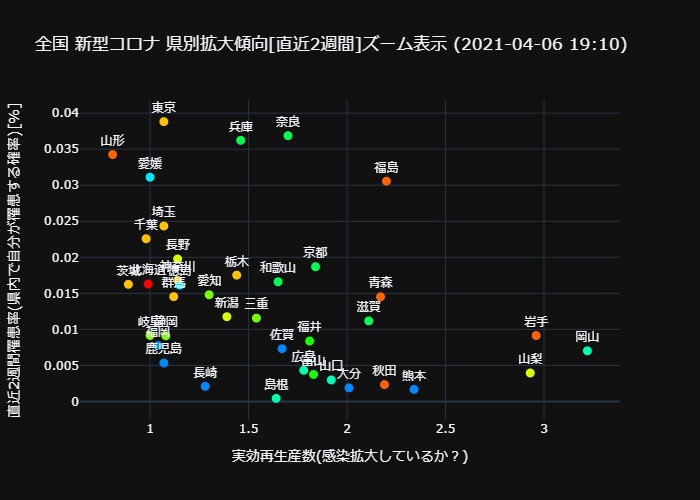 全国 新型コロナ 県別拡大傾向[直近2週間]ズーム表示 (2021-04-06 19:10)
直近2週間罹患率(県内で自分が罹患する確率)[%]
0.04
0.035
0.03
0.025
0.02
0.015
0.01
0.005
0
東京
兵庫
奈良
山形
愛媛
福島
埼玉
千葉
長野
京都
栃木
和歌山
茨城
北海道
神奈川
群馬
愛知
青森
新潟
三重
滋賀
岐阜
静岡
福岡
佐賀
福井
岩手
岡山
鹿児島
広島
山口
山梨
長崎
大分
秋田
熊本
島根
1
1.5
2
2.5
3
実効再生産数(感染拡大しているか？)